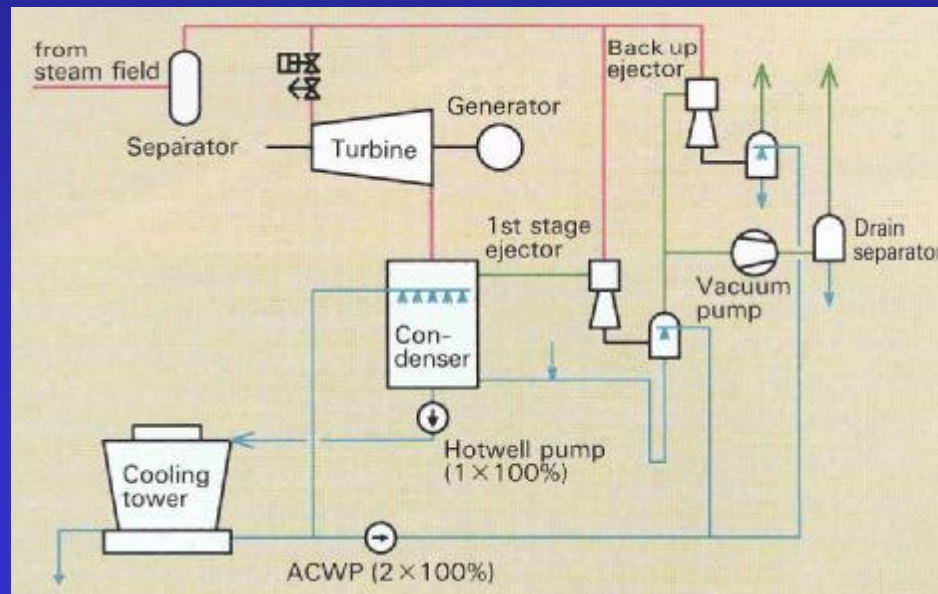 from
steam field
Separator
Turbine
Generator
Back up
ejector
1st stage
ejector
Vacuum
pump
Drain
separator
Con-
denser
Hotwell pump
(1×100%)
Cooling
tower
ACWP (2×100%)